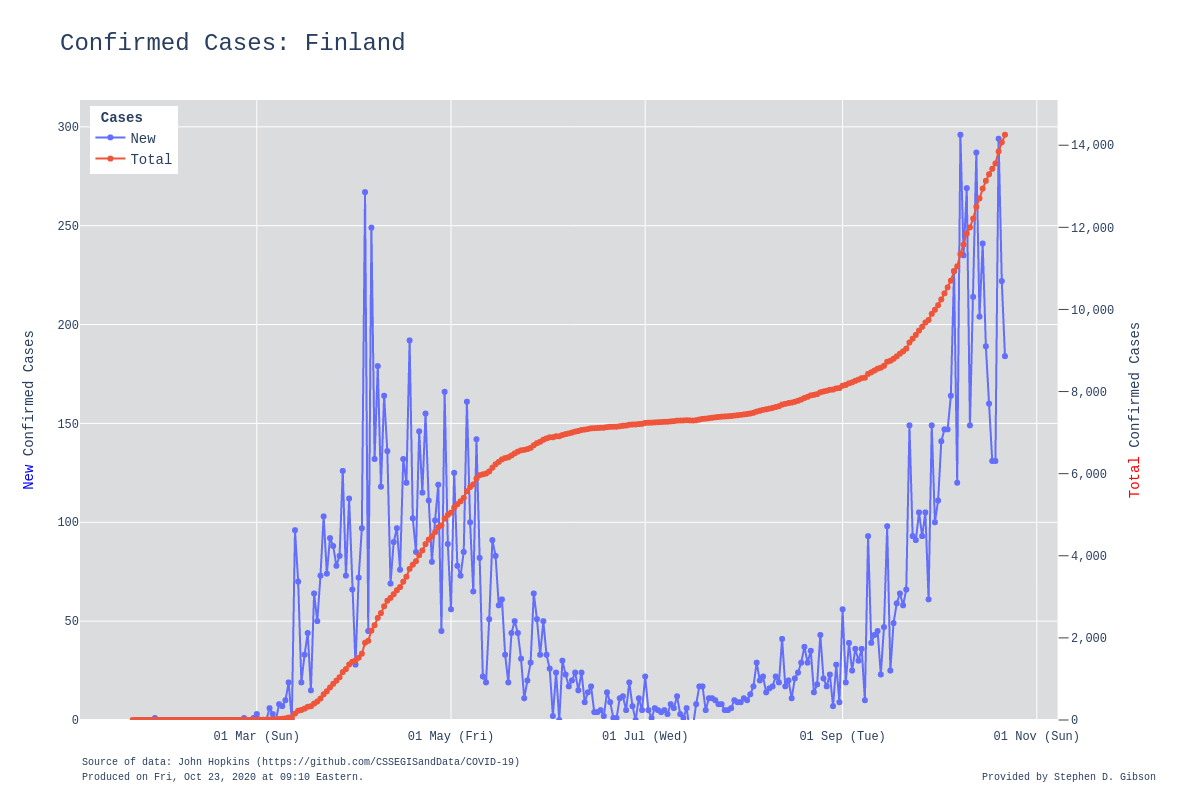 Confirmed Cases: Finland
Cases
New
Total
300
250
200
150
100
50
0
New Confirmed Cases
14,000
12,000
10,000
8,000
6,000
4,000
2,000
0
Total Confirmed Cases
01 Mar (Sun)
01 May (Fri)
01 Jul (Wed)
01 Sep (Tue)
01 Nov (Sun)
Source of data: John Hopkins (https://github.com/CSSEGISandData/COVID-19)
Produced on Fri, Oct 23, 2020 at 09:10 Eastern.
Provided by Stephen D. Gibson